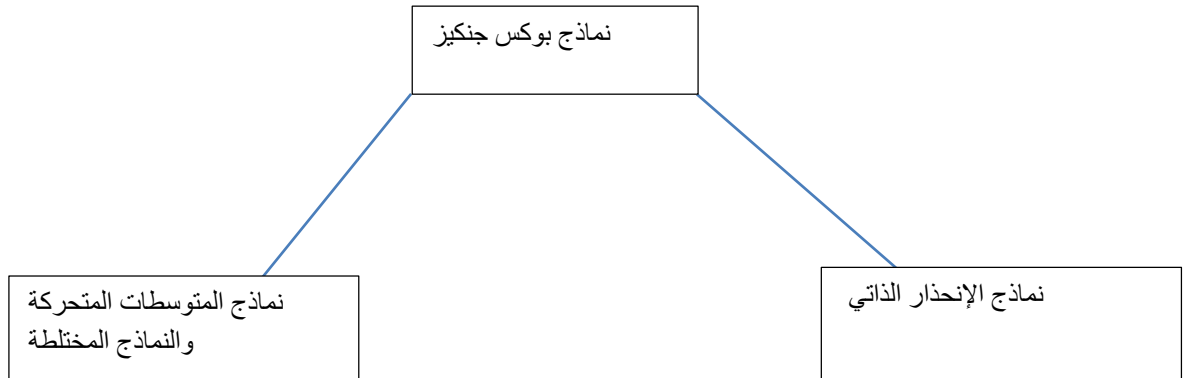 نماذج بوكس جنكيز
نماذج الإنحذار الذاتي
نماذج المتوسطات المتحركة
والنماذج المختلطة